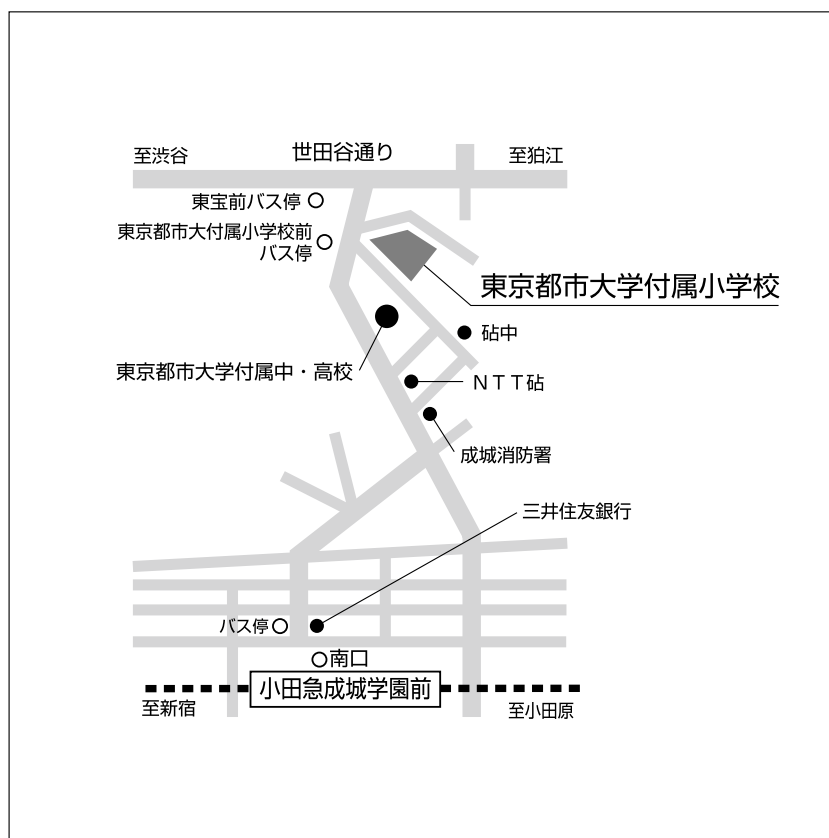 世田谷通り
至渋谷
至狛江
東宝前バス停
東京都市大付属小学校前
バス停
東京都市大学付属小学校
砧中
東京都市大学付属中・高校
ＮＴＴ砧
成城消防署
三井住友銀行
バス停
南口
小田急成城学園前
至新宿
至小田原